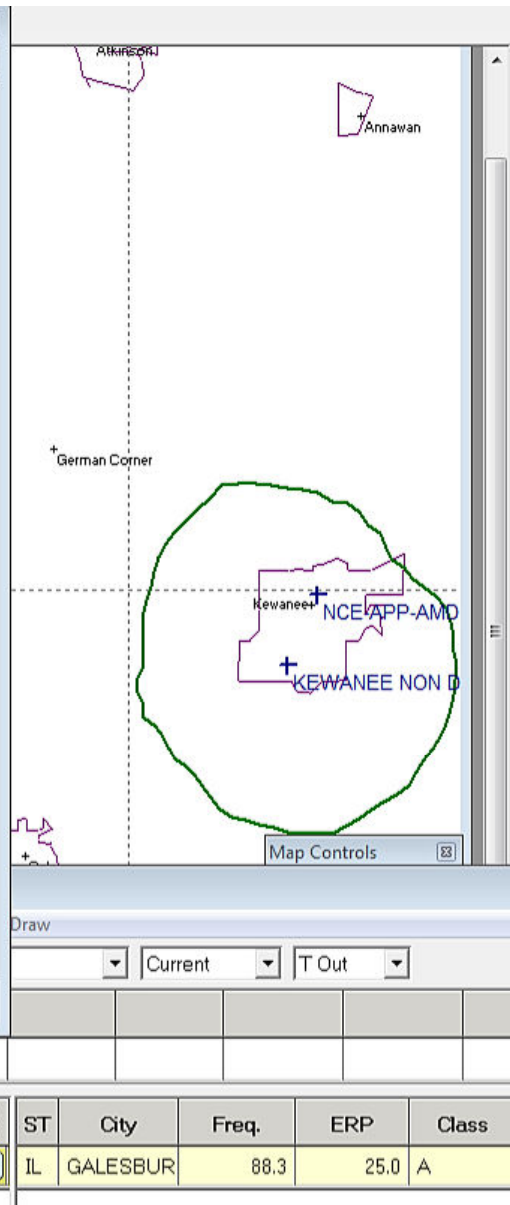 Atkinson
Annawan
German Corner
Kewanee
NCE-APP-AMD
KEWANEE NON D
Map Controls
Draw
Current
T Out
ST City Freq. ERP Class
IL GALESBUR 88.3 25.0 A